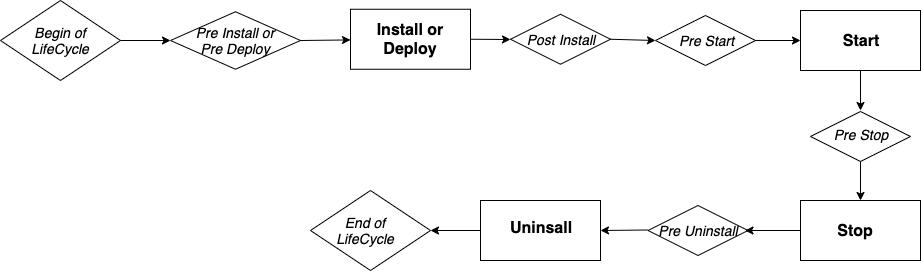 Begin of
LifeCycle
Pre Install or
Pre Deploy
Install or
Deploy
Post Install
Pre Start
Start
Pre Stop
Stop
Pre Uninstall
Uninsall
End of
LifeCycle